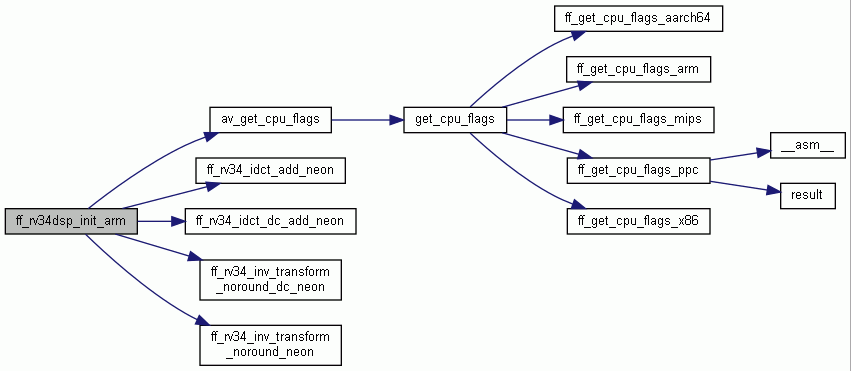 ff_get_cpu_flags_aarch64
ff_get_cpu_flags_arm
av_get_cpu_flags
get_cpu_flags
ff_get_cpu_flags_mips
__asm__
ff_rv34_idct_add_neon
ff_get_cpu_flags_ppc
result
ff_rv34dsp_init_arm
ff_rv34_idct_dc_add_neon
ff_get_cpu_flags_x86
ff_rv34_inv_transform
_noround_dc_neon
ff_rv34_inv_transform
_noround_neon